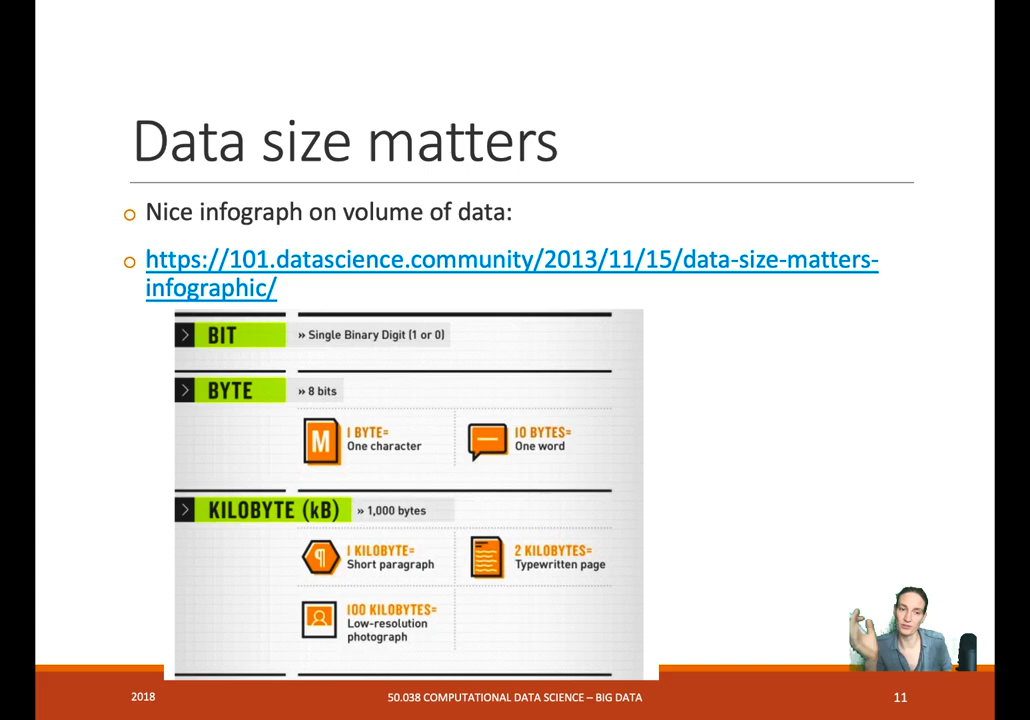 Data size matters
Nice infograph on volume of data:
https://101.datascience.community/2013/11/15/data-size-matters-
infographic/
BIT
» Single Binary Digit (1 or 0)
BYTE
» 8 bits
M
1 BYTE=
One character
10 BYTES=
One word
KILOBYTE (kB)
» 1,000 bytes
¶
1 KILOBYTE=
Short paragraph
2 KILOBYTES=
Typewritten page
100 KILOBYTES=
Low-resolution
photograph
2018
50.038 COMPUTATIONAL DATA SCIENCE – BIG DATA
11